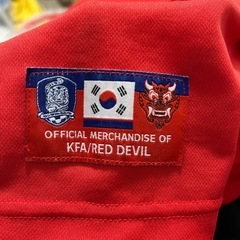 OFFICIAL MERCHANDISE OF
KFA/RED DEVIL